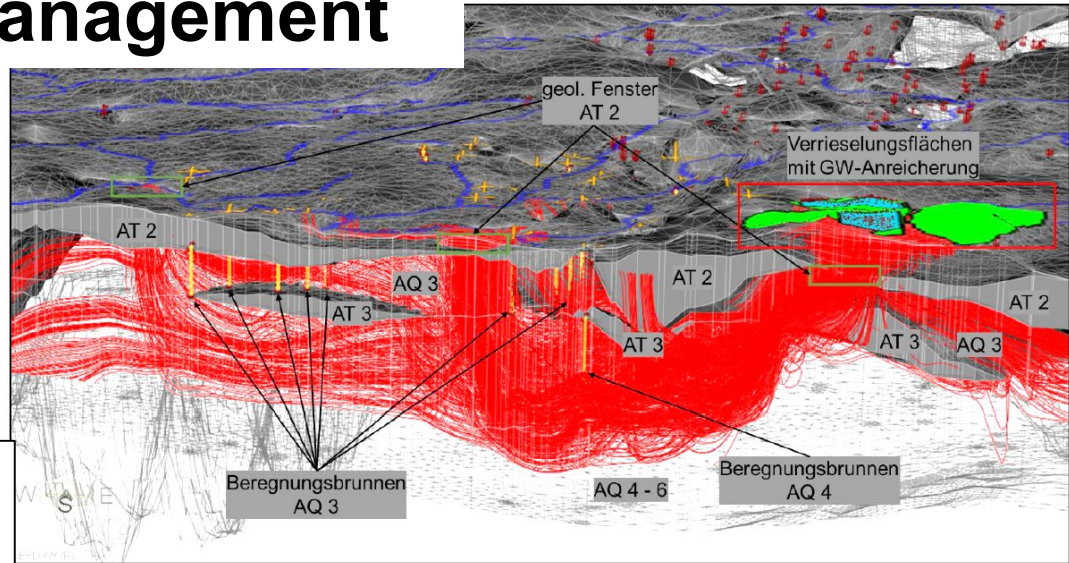 anagement
geol. Fenster
AT 2
Verrieselungsflächen
mit GW-Anreicherung
AT 2
AQ 3
AT 3
AT 2
AT 3
AT 2
AT 3
AQ 3
Beregnungsbrunnen
AQ 3
AQ 4 - 6
Beregnungsbrunnen
AQ 4
W
E
S